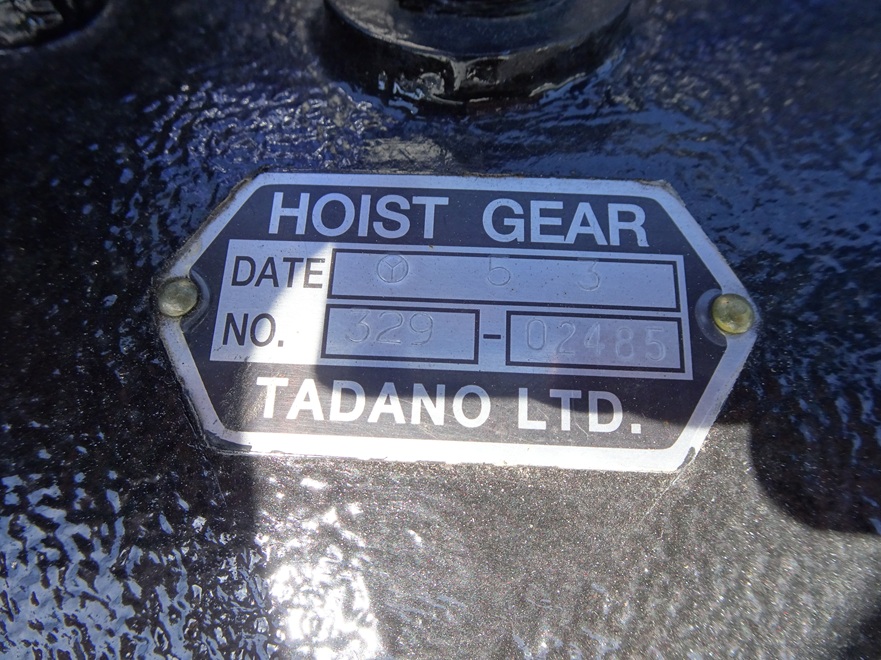 HOIST GEAR
DATE 5 3
NO. 329-02485
TADANO LTD.